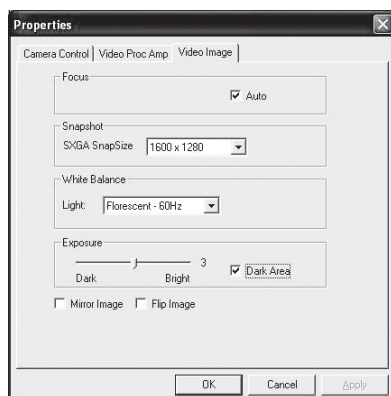 Properties
Camera Control Video Proc Amp Video Image
Focus
Auto
Snapshot
SXGA SnapSize 1600 x 1280
White Balance
Light: Florescent - 60Hz
Exposure
3
Dark Bright Dark Area
Mirror Image Flip Image
OK Cancel Apply